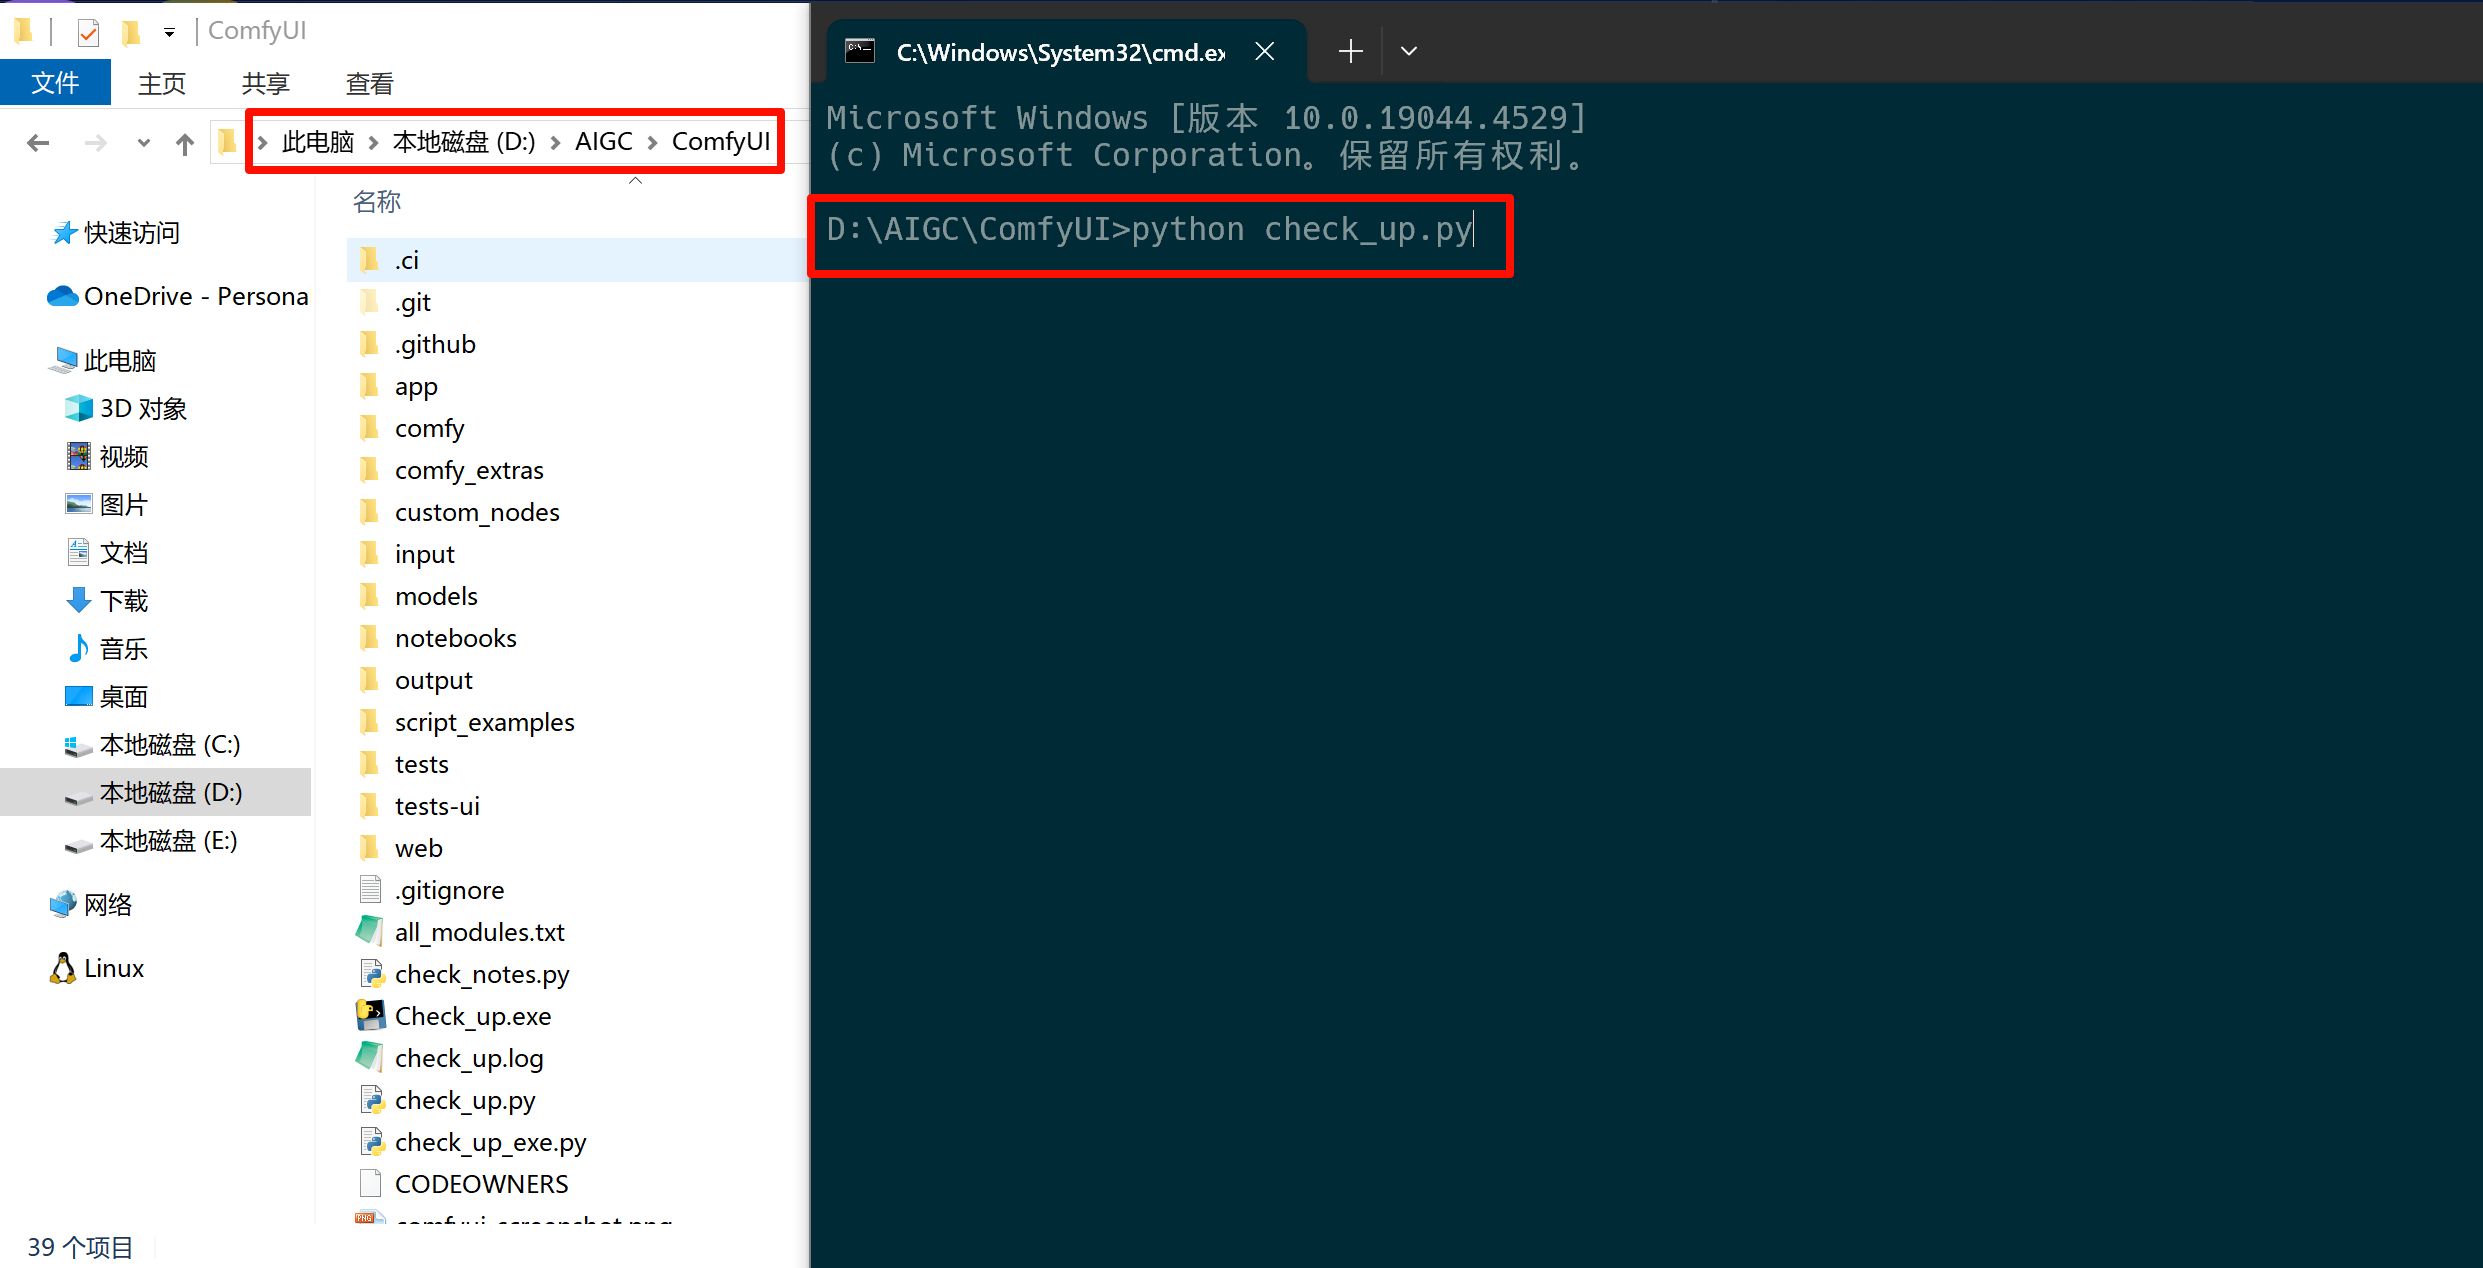 ComfyUI
文件 主页 共享 查看
此电脑 本地磁盘 (D:) AIGC ComfyUI
名称
快速访问
OneDrive - Persona
此电脑
3D 对象
视频
图片
文档
下载
音乐
桌面
本地磁盘 (C:)
本地磁盘 (D:)
本地磁盘 (E:)
网络
Linux
.ci
.git
.github
app
comfy
comfy_extras
custom_nodes
input
models
notebooks
output
script_examples
tests
tests-ui
web
.gitignore
all_modules.txt
check_notes.py
Check_up.exe
check_up.log
check_up.py
check_up_exe.py
CODEOWNERS
comfyui_screenshot.png
39 个项目
C:\Windows\System32\cmd.ex
Microsoft Windows [版本 10.0.19044.4529]
(c) Microsoft Corporation。保留所有权利。
D:\AIGC\ComfyUI>python check_up.py